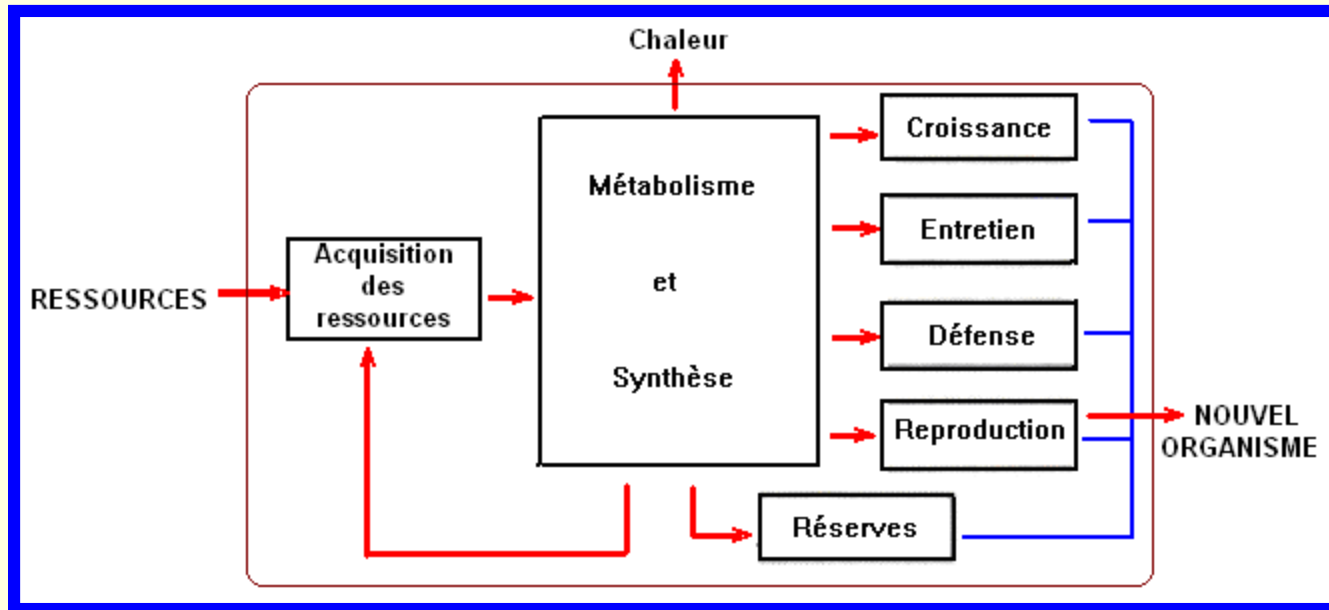 Chaleur
Croissance
Métabolisme
Entretien
Acquisition
des
ressources
et
RESSOURCES
Défense
Synthèse
Reproduction
NOUVEL
ORGANISME
Réserves